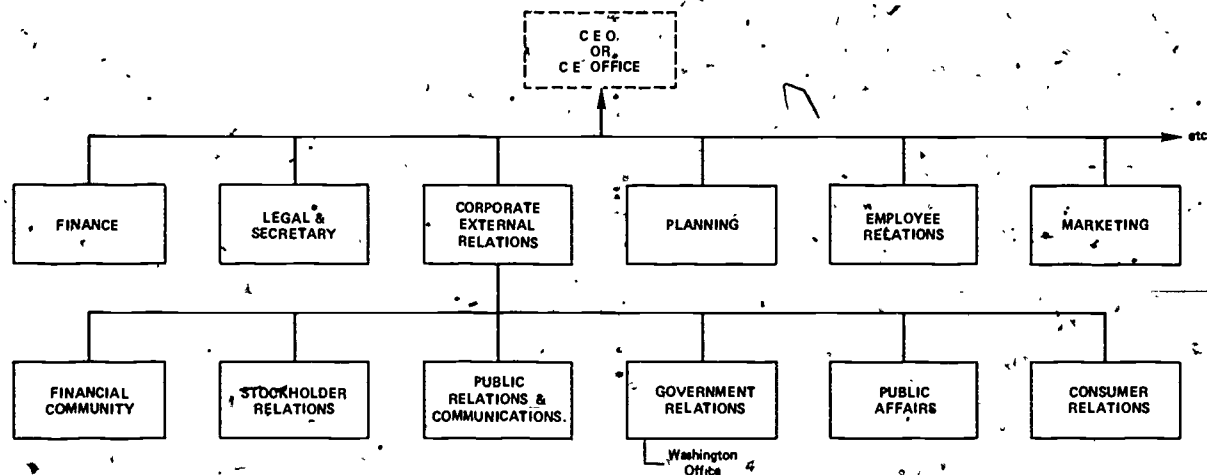 C E O.
OR
C E OFFICE
etc
FINANCE
LEGAL &
SECRETARY
CORPORATE
EXTERNAL
RELATIONS
PLANNING
EMPLOYEE
RELATIONS
MARKETING
FINANCIAL
COMMUNITY
STOCKHOLDER
RELATIONS
PUBLIC
RELATIONS &
COMMUNICATIONS.
GOVERNMENT
RELATIONS
PUBLIC
AFFAIRS
CONSUMER
RELATIONS
Washington
Office